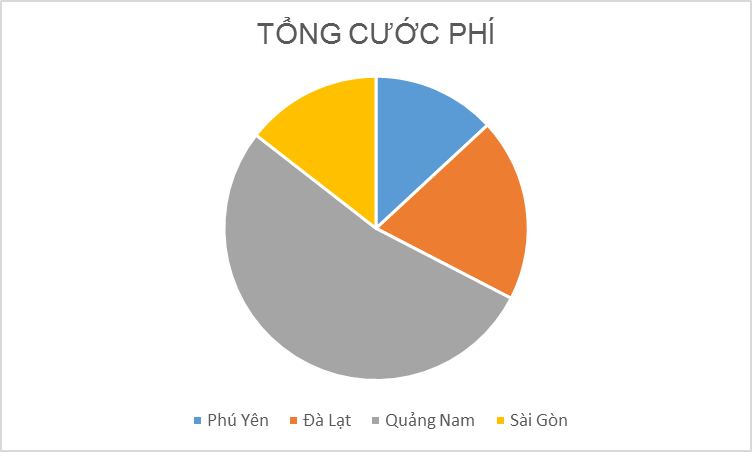 TỔNG CƯỚC PHÍ
Phú Yên Đà Lạt Quảng Nam Sài Gòn